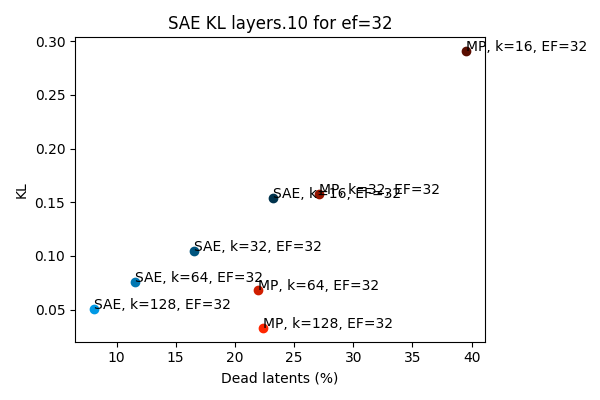 SAE KL layers.10 for ef=32
0.30
MP, k=16, EF=32
0.25
0.20
KL
MP, k=32, EF=32
SAE, k=16, EF=32
0.15
SAE, k=32, EF=32
0.10
SAE, k=64, EF=32
MP, k=64, EF=32
SAE, k=128, EF=32
0.05
MP, k=128, EF=32
10 15 20 25 30 35 40
Dead latents (%)